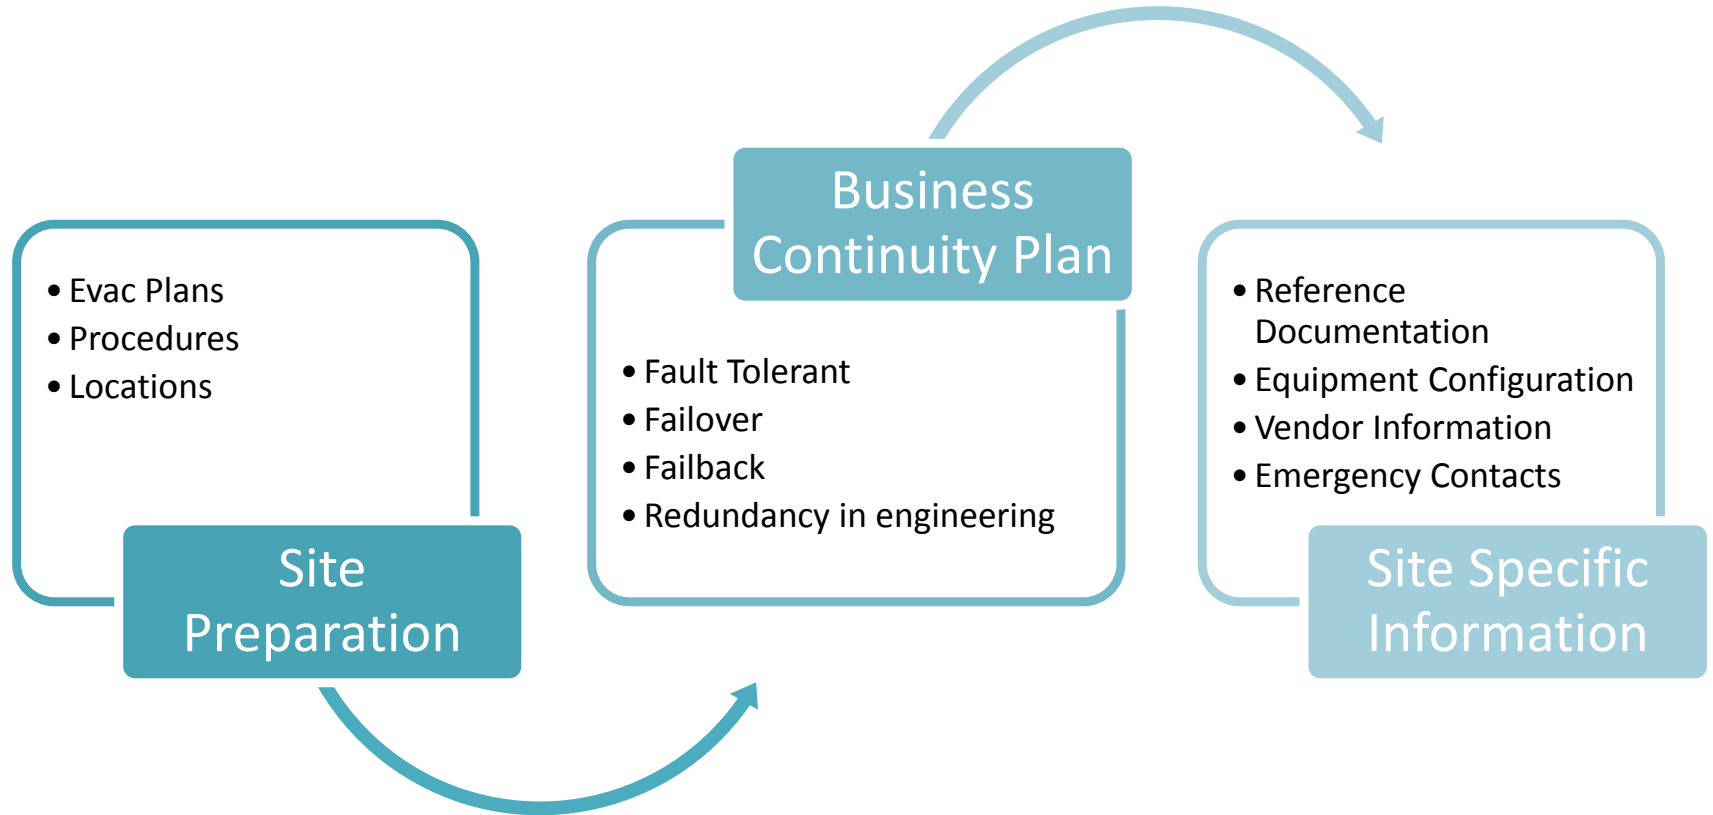 • Evac Plans
• Procedures
• Locations
Site
Preparation
Business
Continuity Plan
• Fault Tolerant
• Failover
• Failback
• Redundancy in engineering
• Reference
Documentation
• Equipment Configuration
• Vendor Information
• Emergency Contacts
Site Specific
Information